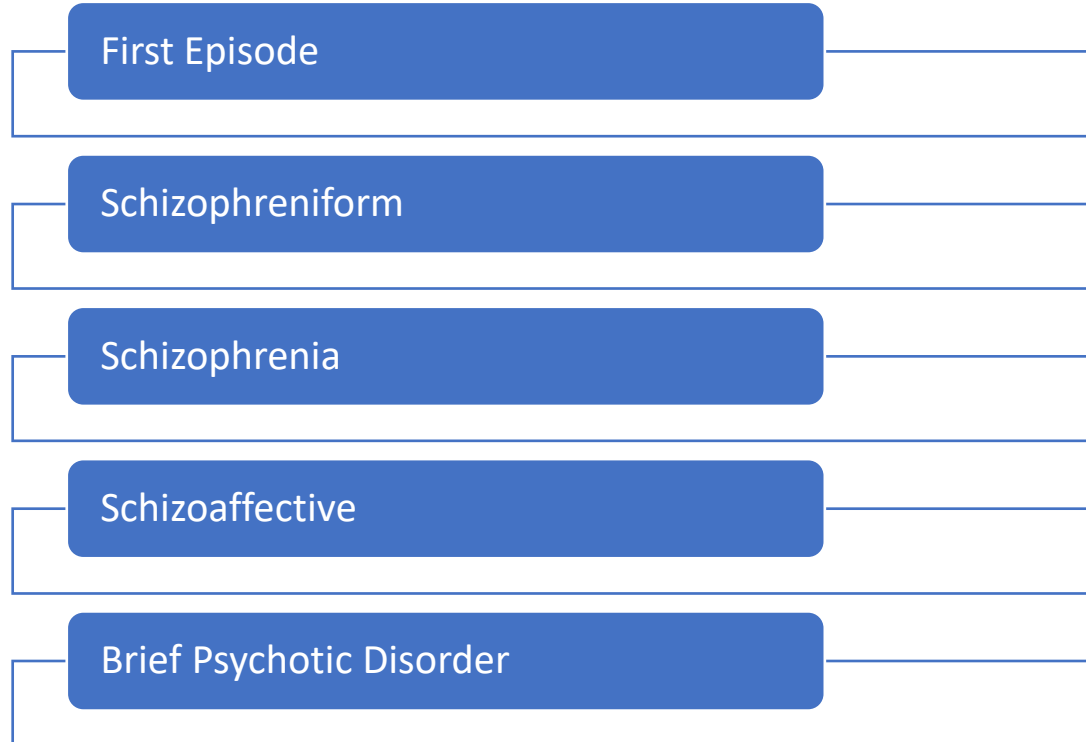 First Episode
Schizophreniform
Schizophrenia
Schizoaffective
Brief Psychotic Disorder